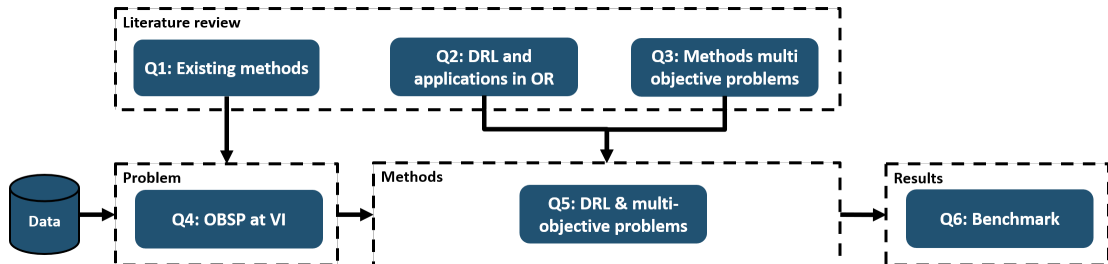 Literature review
Q1: Existing methods
Q2: DRL and
applications in OR
Q3: Methods multi
objective problems
Data
Problem
Q4: OBSP at VI
Methods
Q5: DRL & multi-
objective problems
Results
Q6: Benchmark